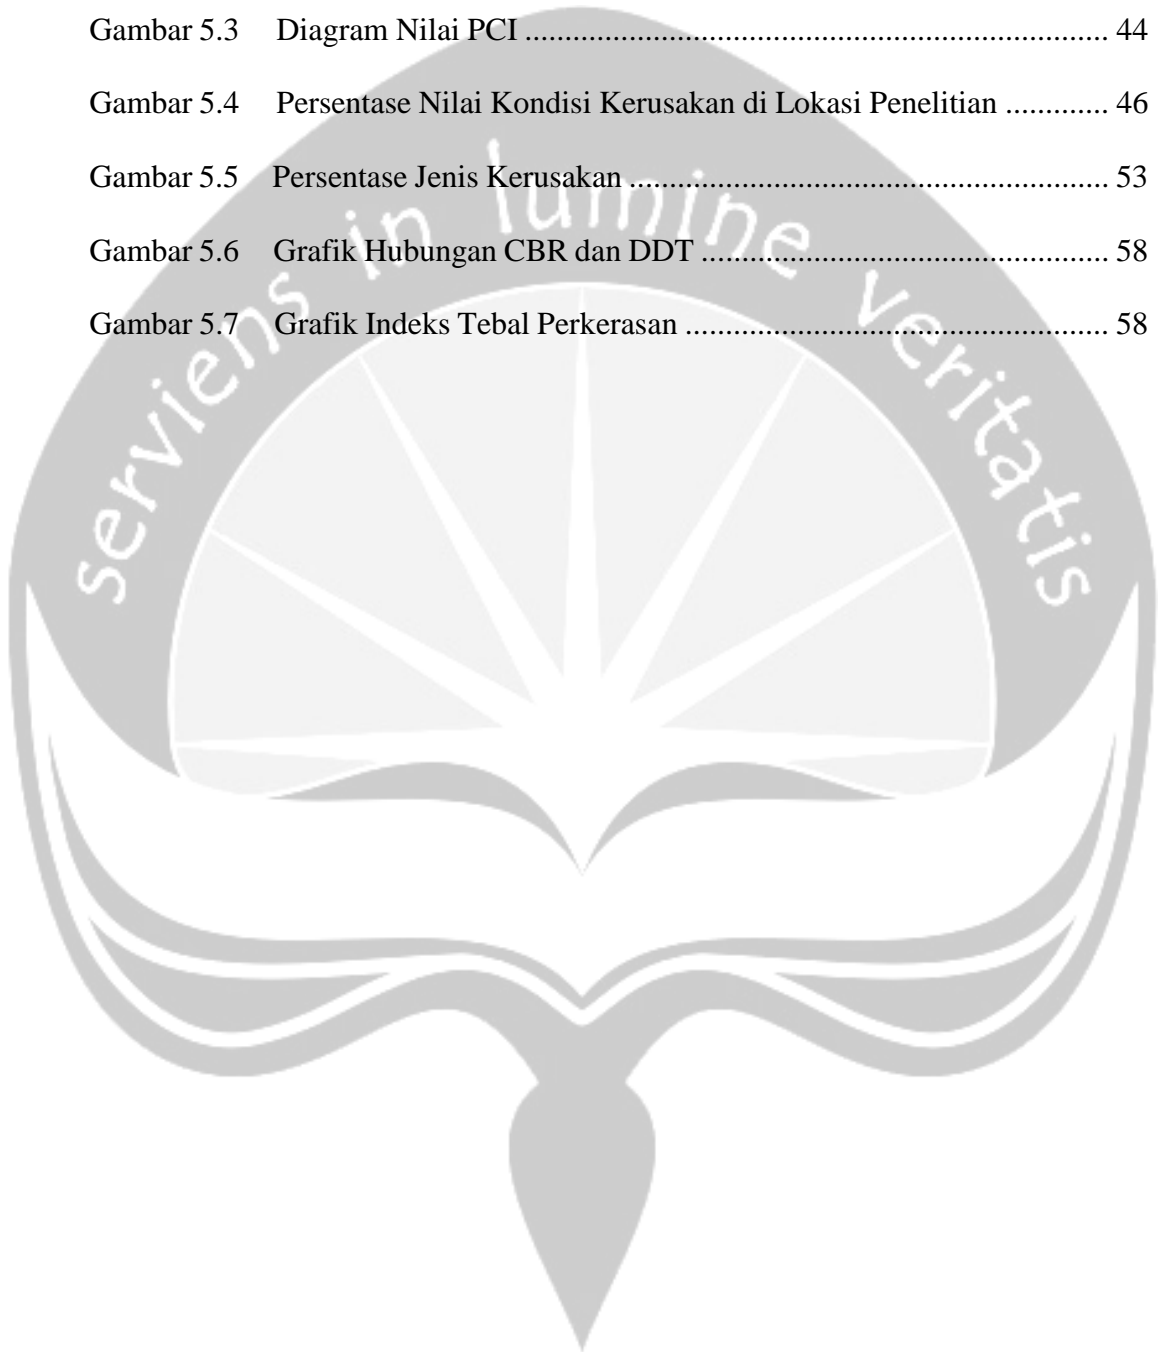 Gambar 5.3 Diagram Nilai PCI ........................................................................ 44
Gambar 5.4 Persentase Nilai Kondisi Kerusakan di Lokasi Penelitian ............. 46
Gambar 5.5 Persentase Jenis Kerusakan ........................................................... 53
Gambar 5.6 Grafik Hubungan CBR dan DDT .................................................. 58
Gambar 5.7 Grafik Indeks Tebal Perkerasan .................................................... 58
serviens in lumine veritatis